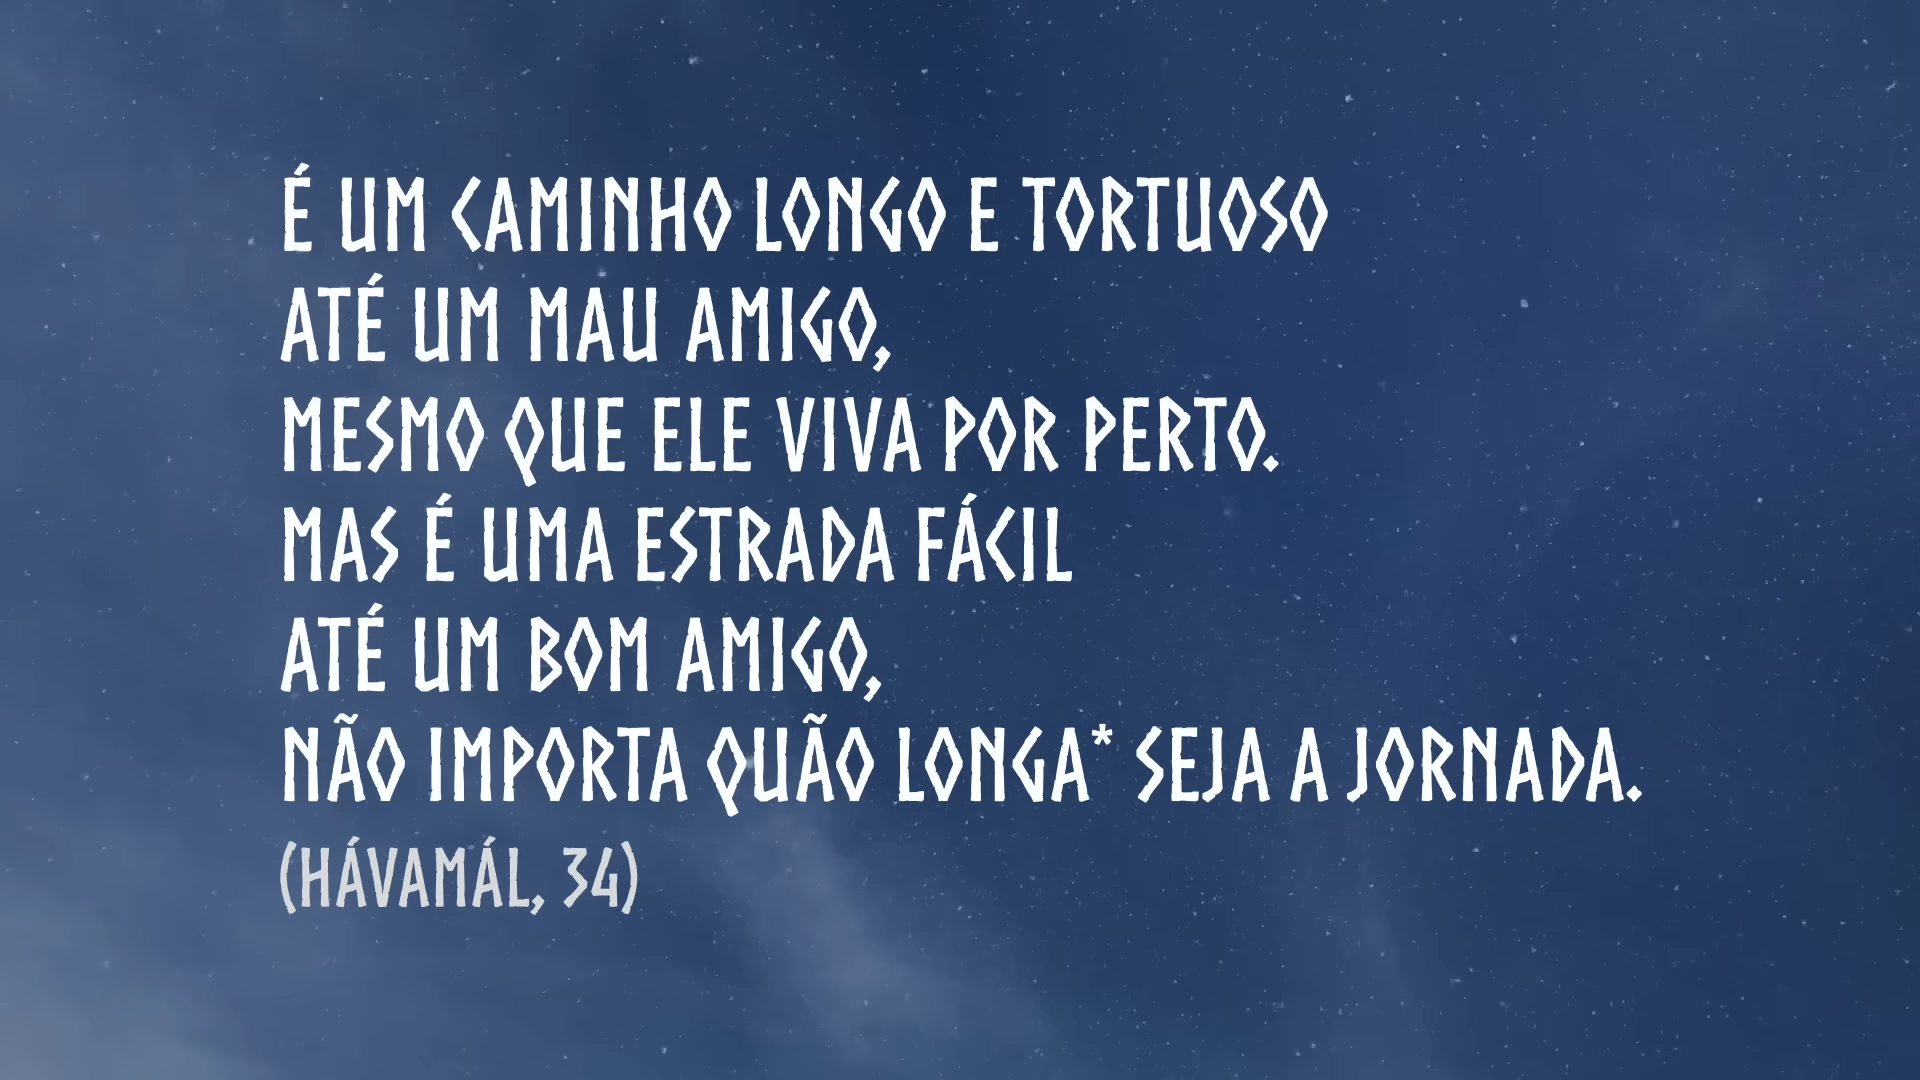 É UM CAMINHO LONGO E TORTUOSO
ATÉ UM MAU AMIGO,
MESMO QUE ELE VIVA POR PERTO.
MAS É UMA ESTRADA FÁCIL
ATÉ UM BOM AMIGO,
NÃO IMPORTA QUÃO LONGA* SEJA A JORNADA.
(HÁVAMÁL, 34)